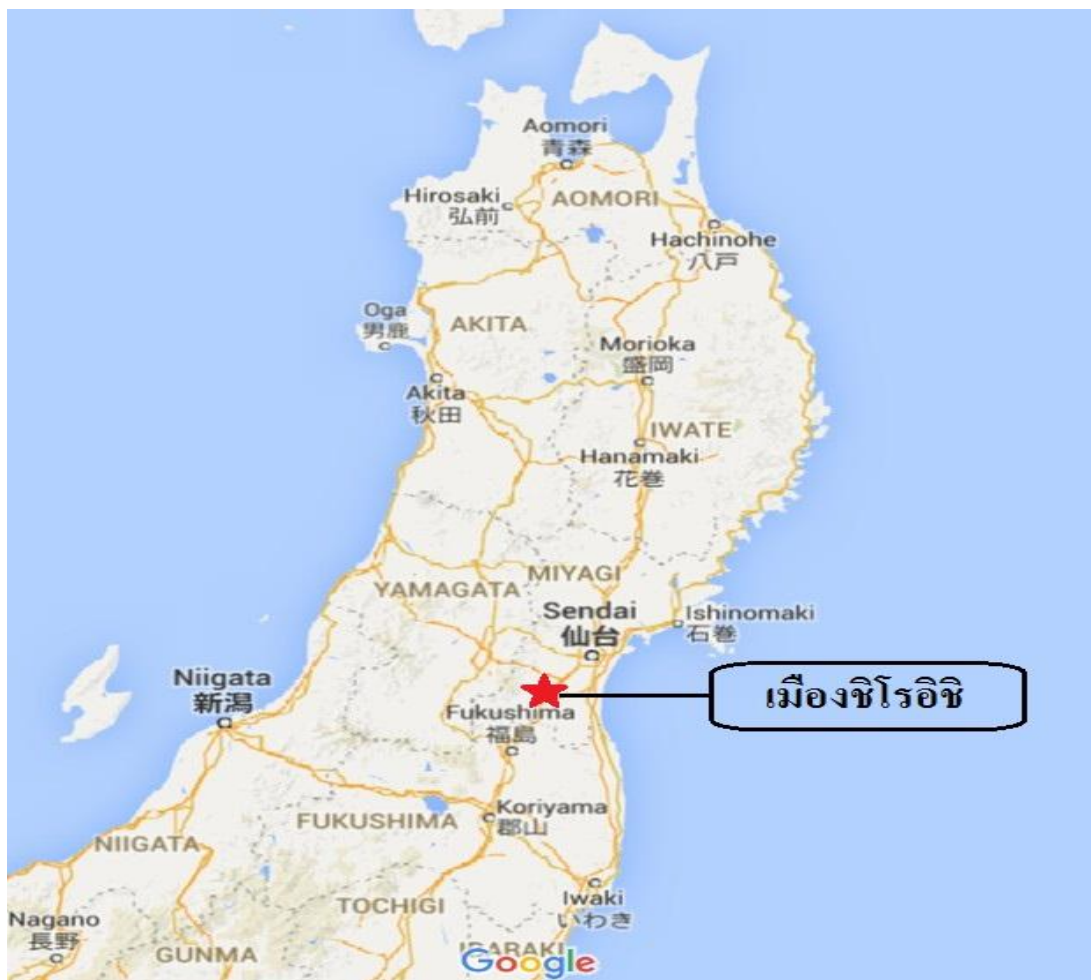 Aomori
青森
Hirosaki
弘前
AOMORI
Hachinohe
八戸
Oga
男鹿
AKITA
Morioka
盛岡
Akita
秋田
IWATE
Hanamaki
花巻
MIYAGI
YAMAGATA
Sendai
仙台
Ishinomaki
石巻
Niigata
新潟
เมืองชิโรอิชิ
Fukushima
福島
Koriyama
郡山
FUKUSHIMA
NIIGATA
Iwaki
いわき
TOCHIGI
Nagano
長野
GUNMA
IBARAKI
Google